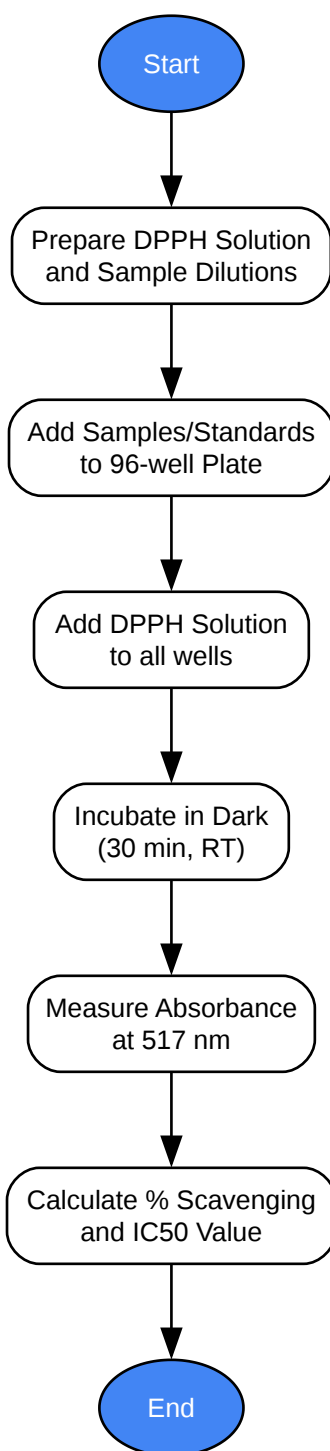 Start
Prepare DPPH Solution
and Sample Dilutions
Add Samples/Standards
to 96-well Plate
Add DPPH Solution
to all wells
Incubate in Dark
(30 min, RT)
Measure Absorbance
at 517 nm
Calculate % Scavenging
and IC50 Value
End